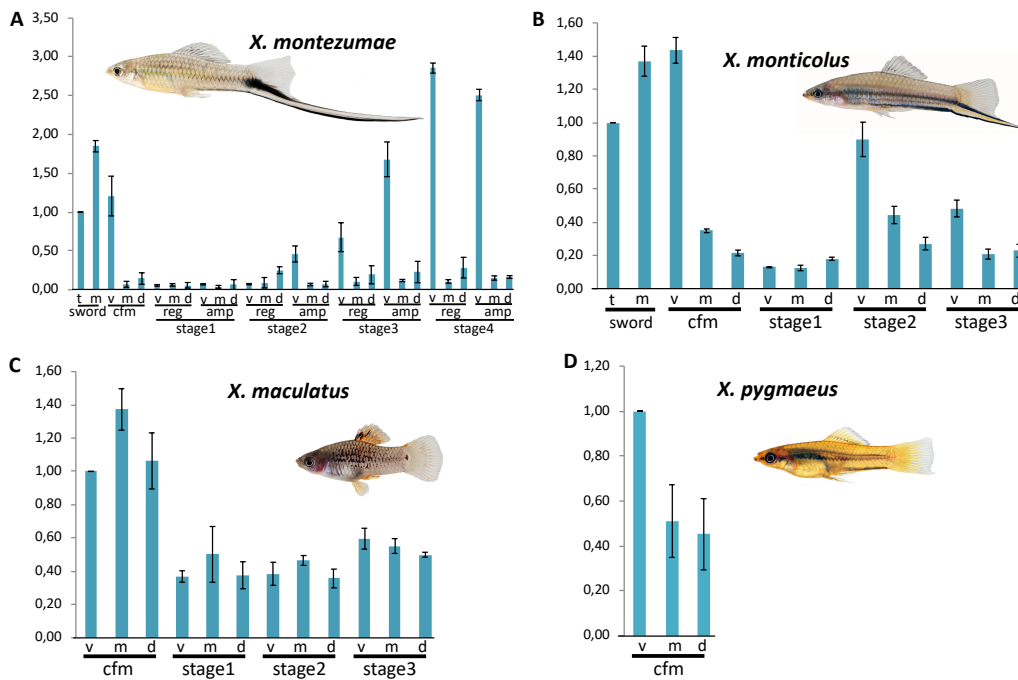 A
X. montezumae
3,50
3,00
2,50
2,00
1,50
1,00
0,50
0,00
t m v m d v m d v m d v m d v m d v m d v m d v m d v m d
sword cfm reg amp reg amp reg amp reg amp
stage1 stage2 stage3 stage4
B
X. monticolus
1,60
1,40
1,20
1,00
0,80
0,60
0,40
0,20
0,00
t m v m d v m d v m d v m d
sword cfm stage1 stage2 stage3
C
X. maculatus
1,60
1,40
1,20
1,00
0,80
0,60
0,40
0,20
0,00
v m d v m d v m d v m d
cfm stage1 stage2 stage3
D
X. pygmaeus
1,20
1,00
0,80
0,60
0,40
0,20
0,00
v m d
cfm